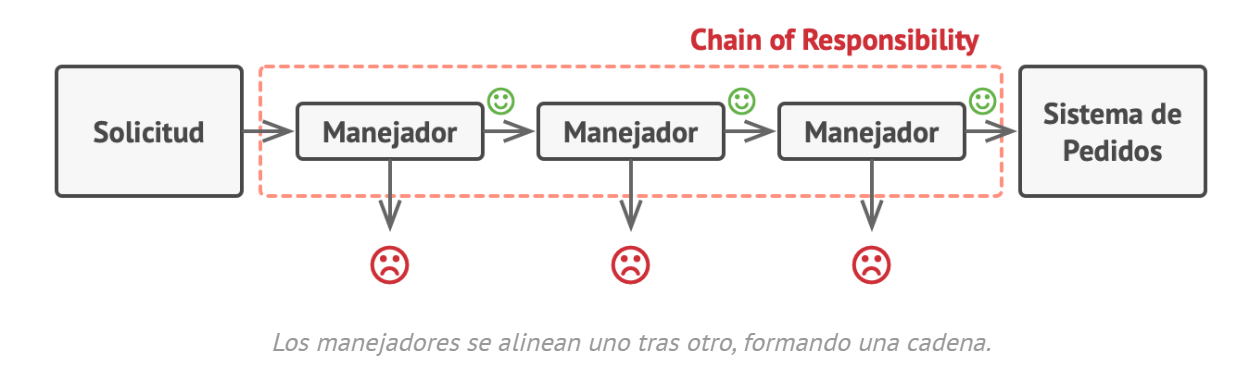 Chain of Responsibility
Solicitud
Manejador
Manejador
Manejador
Sistema de
Pedidos
Los manejadores se alinean uno tras otro, formando una cadena.